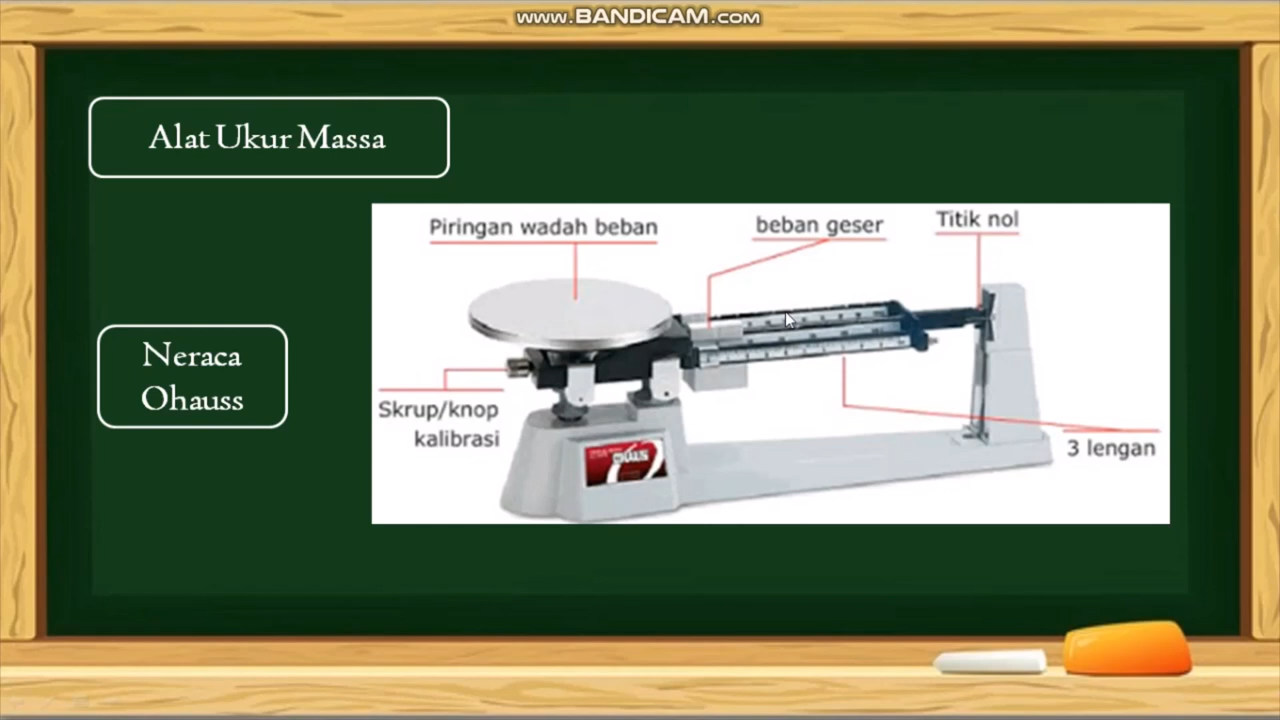 www.BANDICAM.com
Alat Ukur Massa
Piringan wadah beban
beban geser
Titik nol
Neraca
Ohauss
Skrup/knop
kalibrasi
3 lengan